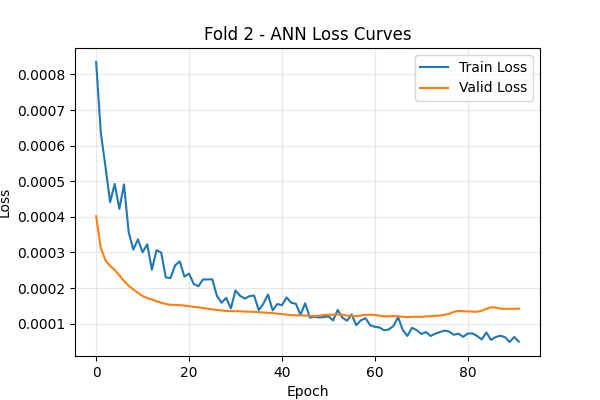 Fold 2 - ANN Loss Curves
Train Loss
Valid Loss
0.0008
0.0007
0.0006
0.0005
0.0004
0.0003
0.0002
0.0001
Loss
0 20 40 60 80
Epoch